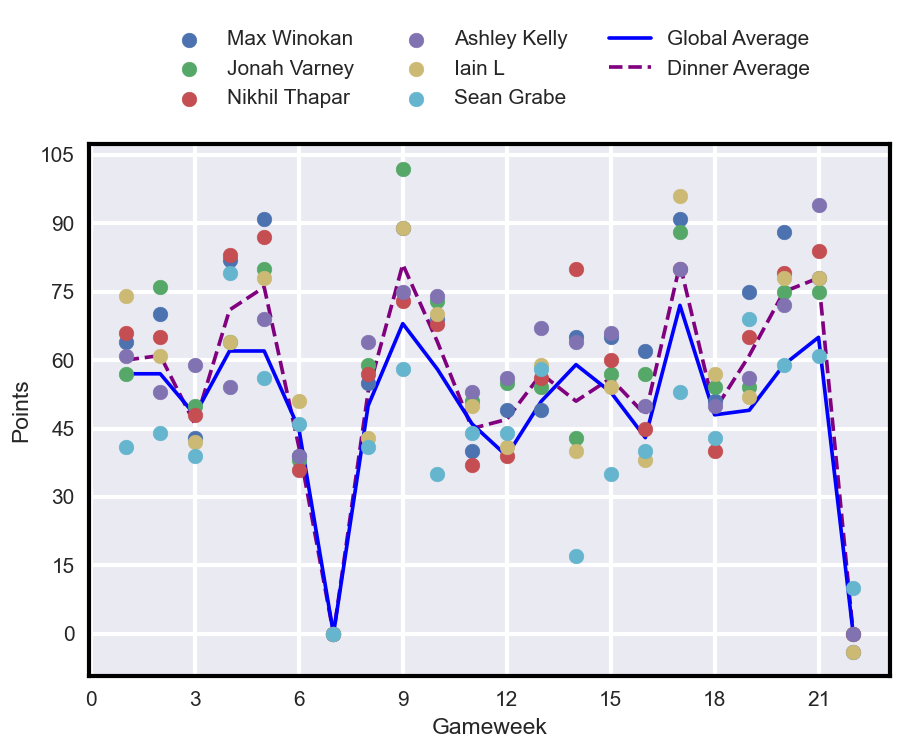 Max Winokan
Jonah Varney
Nikhil Thapar
Ashley Kelly
Iain L
Sean Grabe
Global Average
Dinner Average
105
90
75
60
45
30
15
0
Points
0 3 6 9 12 15 18 21
Gameweek